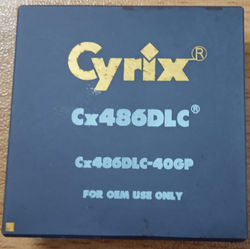 Cyrix®
Cx486DLC®
Cx486DLC-40GP
FOR OEM USE ONLY